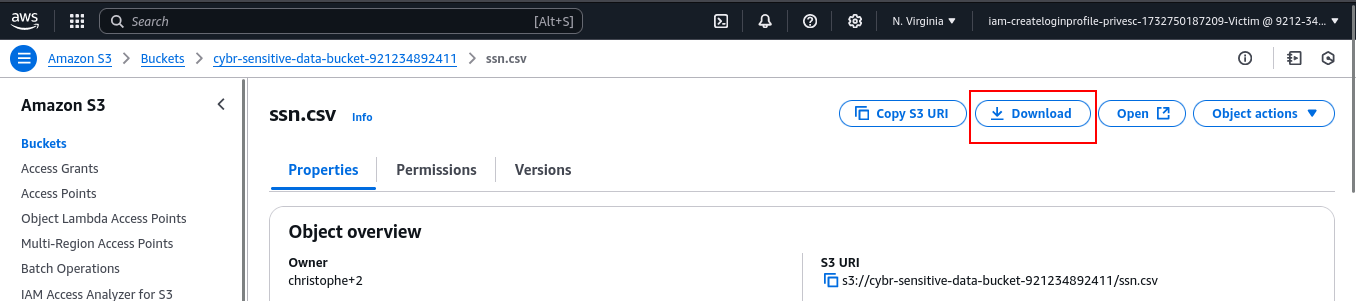 aws Search [Alt+S] N. Virginia iam-createloginprofile-privesc-1732750187209-Victim @ 9212-34...
Amazon S3 > Buckets > cybr-sensitive-data-bucket-921234892411 > ssn.csv
Amazon S3
Buckets
Access Grants
Access Points
Object Lambda Access Points
Multi-Region Access Points
Batch Operations
IAM Access Analyzer for S3
ssn.csv Info
Copy S3 URI Download Open Object actions
Properties Permissions Versions
Object overview
Owner
christophe+2
S3 URI
s3://cybr-sensitive-data-bucket-921234892411/ssn.csv